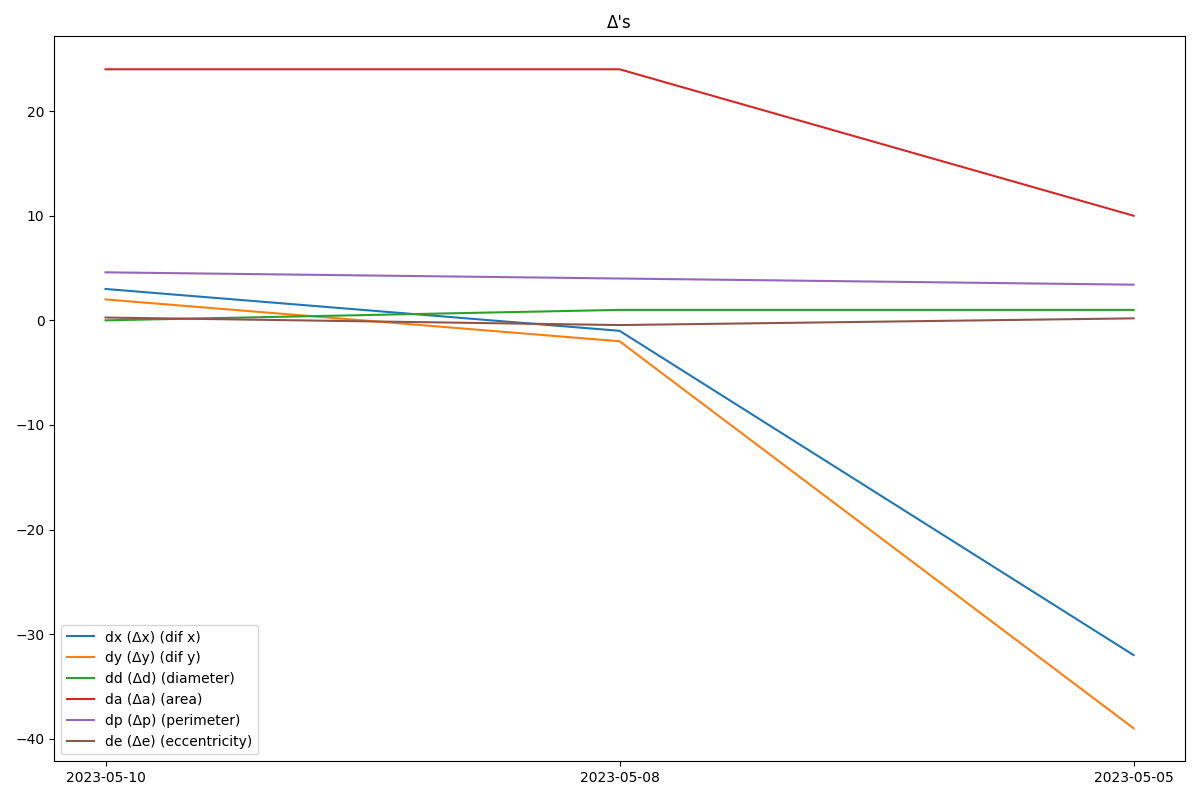 Δ's
20
10
0
−10
−20
−30
−40
dx (Δx) (dif x)
dy (Δy) (dif y)
dd (Δd) (diameter)
da (Δa) (area)
dp (Δp) (perimeter)
de (Δe) (eccentricity)
2023-05-10
2023-05-08
2023-05-05